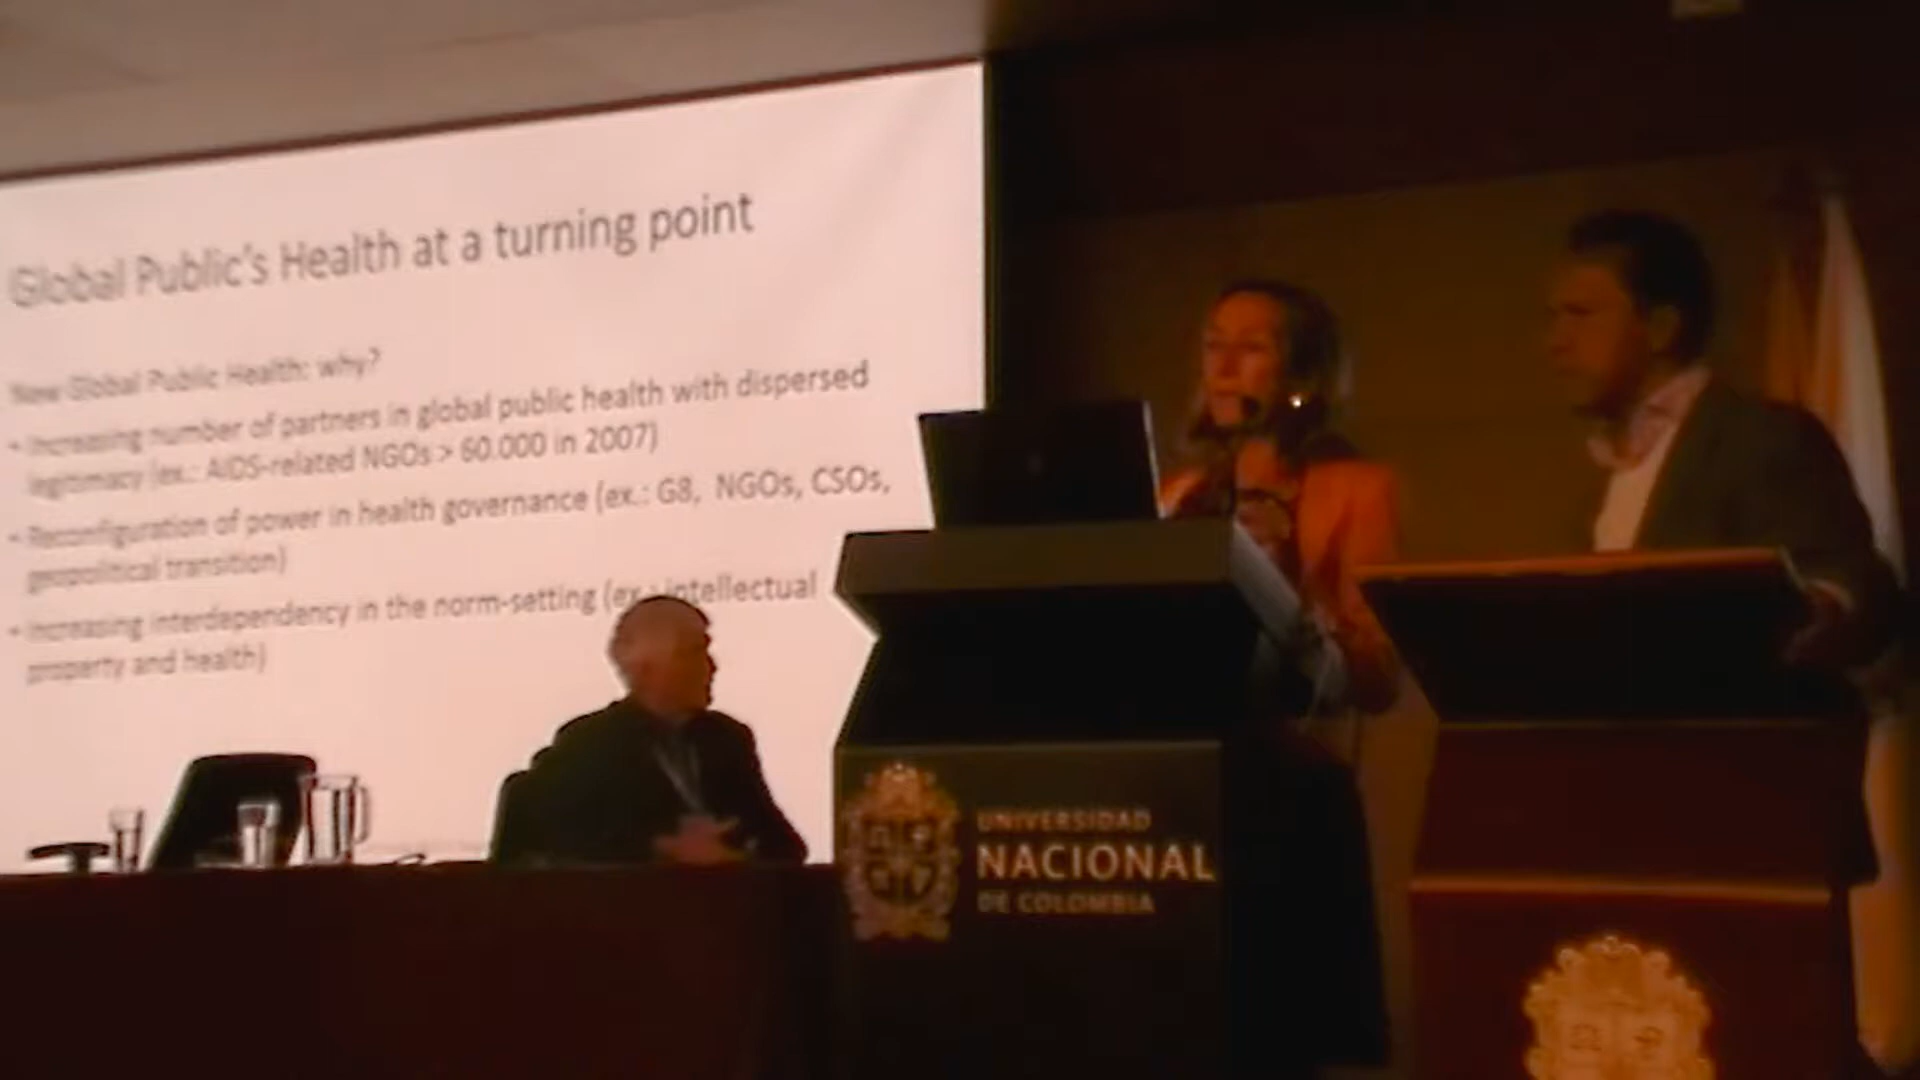 Global Public's Health at a turning point
New Global Public Health: why?
• Increasing number of partners in global public health with dispersed
legitimacy (ex.: AIDS-related NGOs > 60.000 in 2007)
• Reconfiguration of power in health governance (ex.: G8, NGOs, CSOs,
geopolitical transition)
• Increasing interdependency in the norm-setting (ex.: intellectual
property and health)
UNIVERSIDAD
NACIONAL
DE COLOMBIA